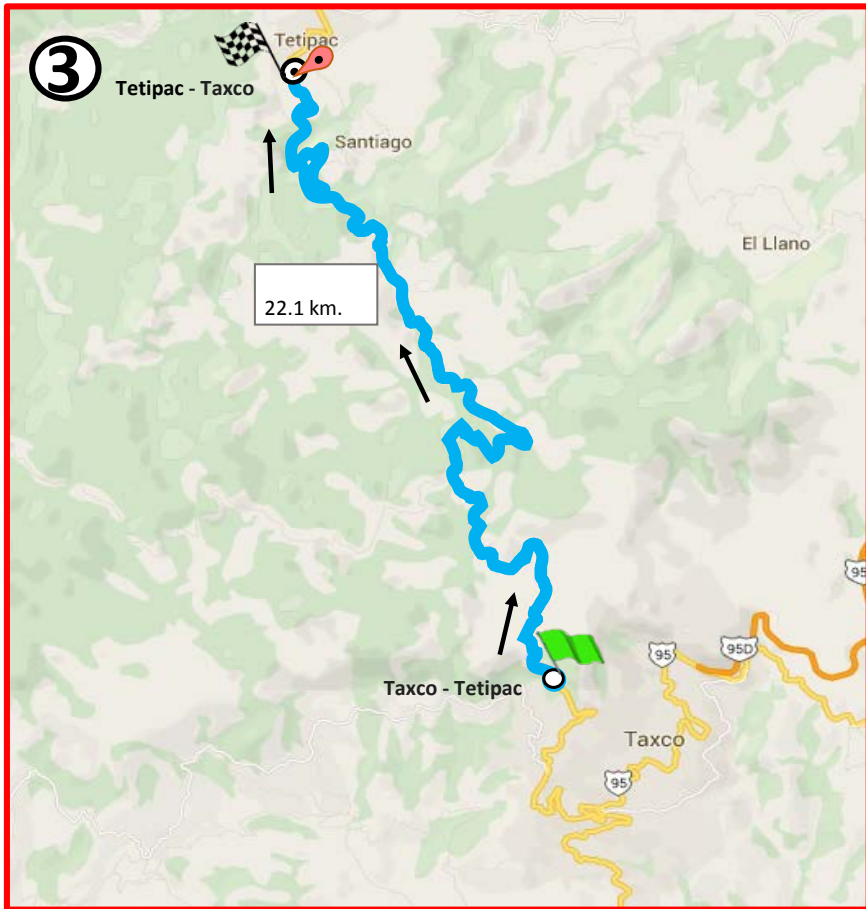 3
Tetipac
Tetipac - Taxco
Santiago
El Llano
22.1 km.
95
95
95D
Taxco - Tetipac
Taxco
95